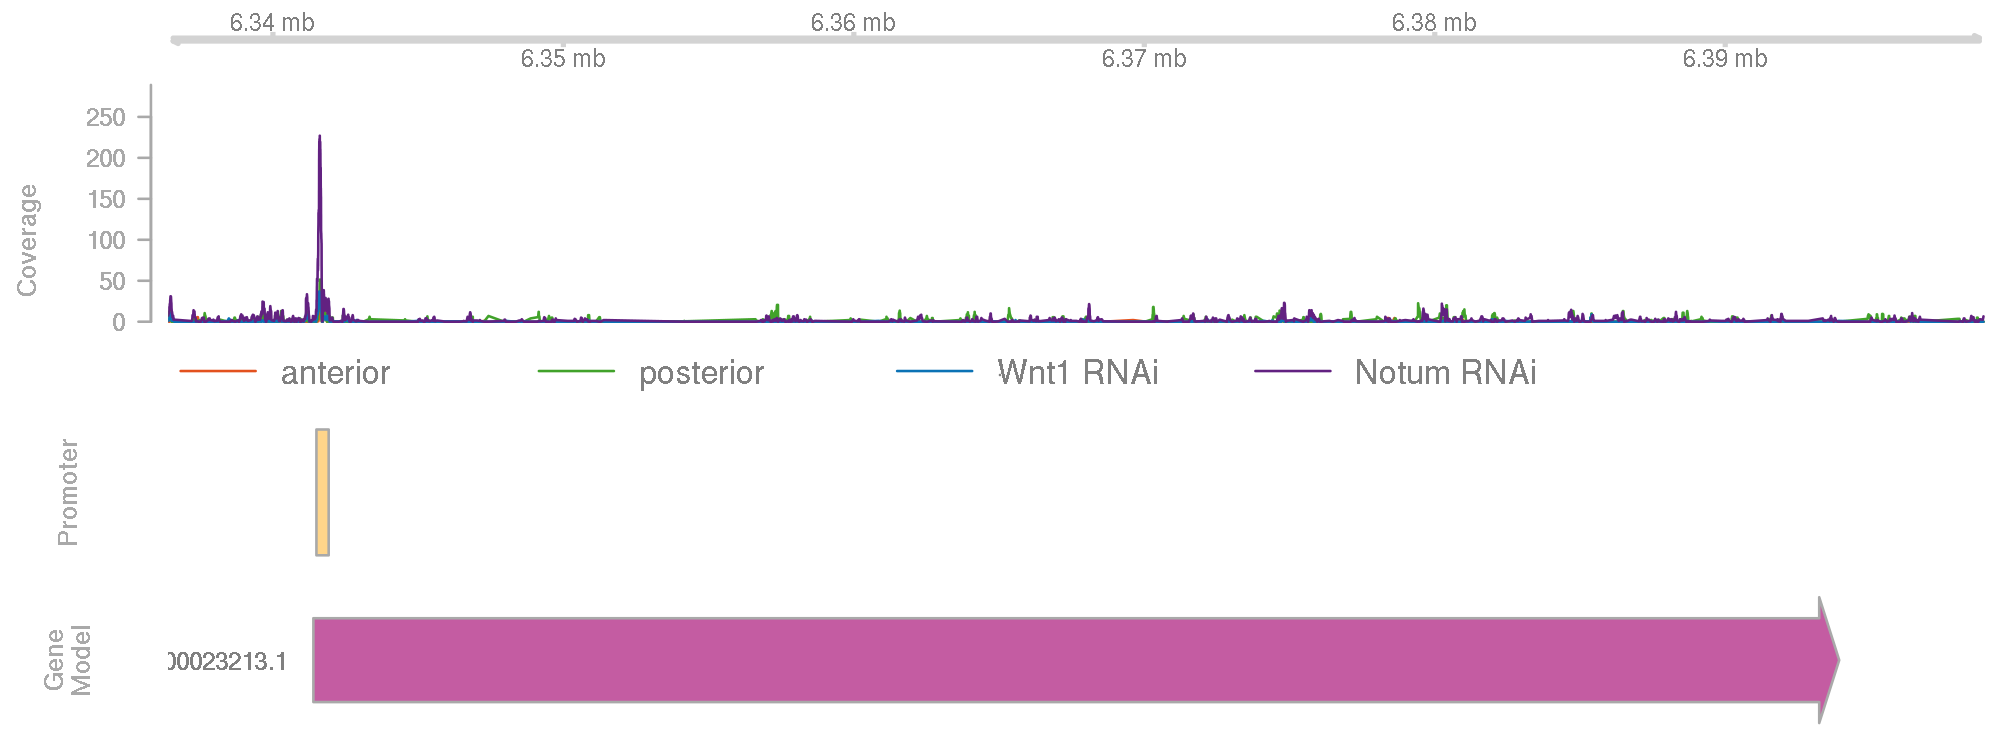 6.34 mb 6.36 mb 6.38 mb
6.35 mb 6.37 mb 6.39 mb
Coverage
250
200
150
100
50
0
anterior posterior Wnt1 RNAi Notum RNAi
Promoter
Gene
Model
00023213.1